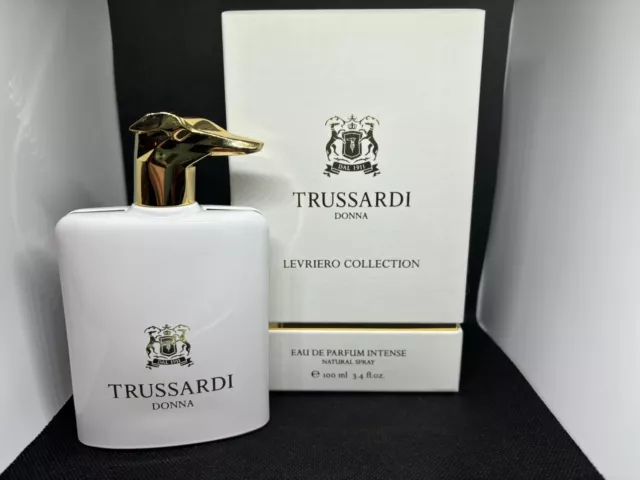 DAL 1911
TRUSSARDI
DONNA
LEVRIERO COLLECTION
EAU DE PARFUM INTENSE
NATURAL SPRAY
℮ 100 ml 3.4 fl.oz.
DAL 1911
TRUSSARDI
DONNA